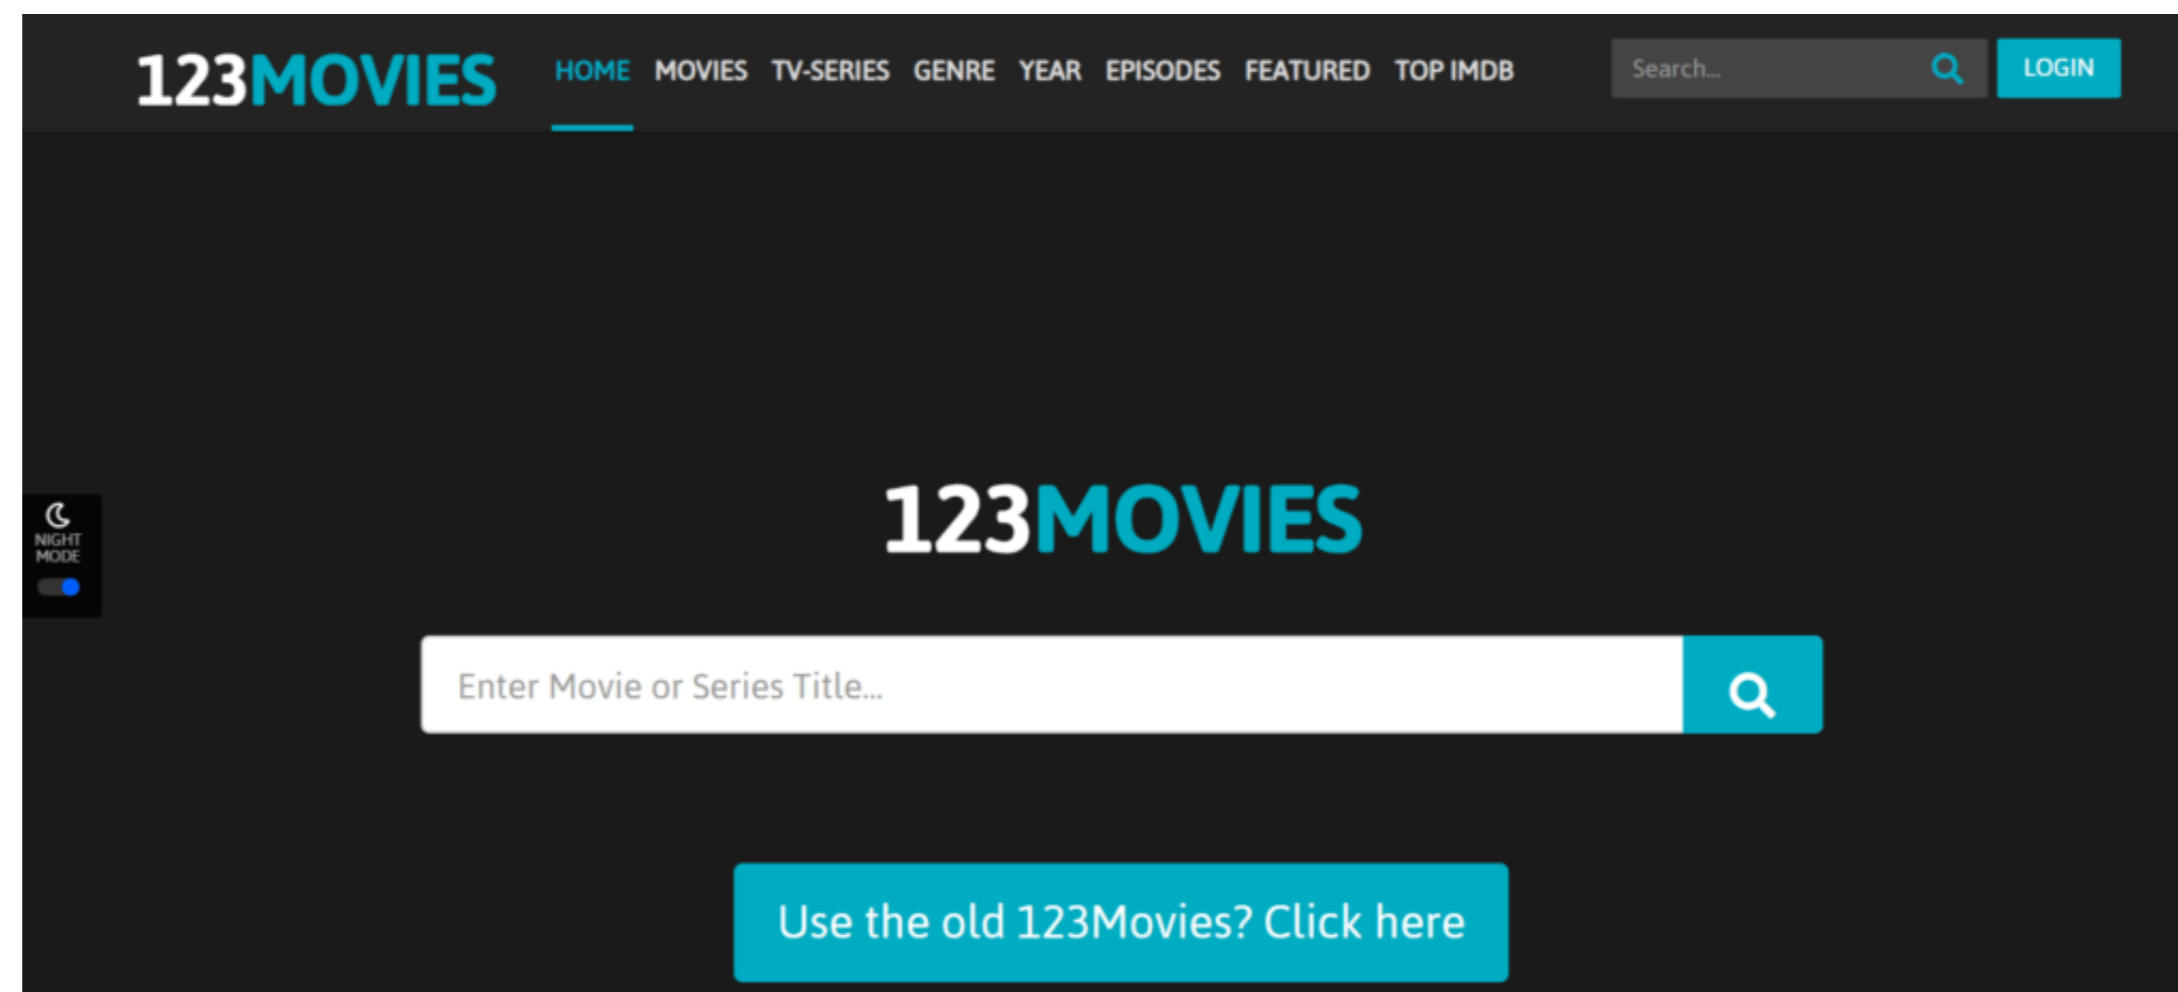 123MOVIES HOME MOVIES TV-SERIES GENRE YEAR EPISODES FEATURED TOP IMDB Search... LOGIN
123MOVIES
NIGHT
MODE
Enter Movie or Series Title...
Use the old 123Movies? Click here